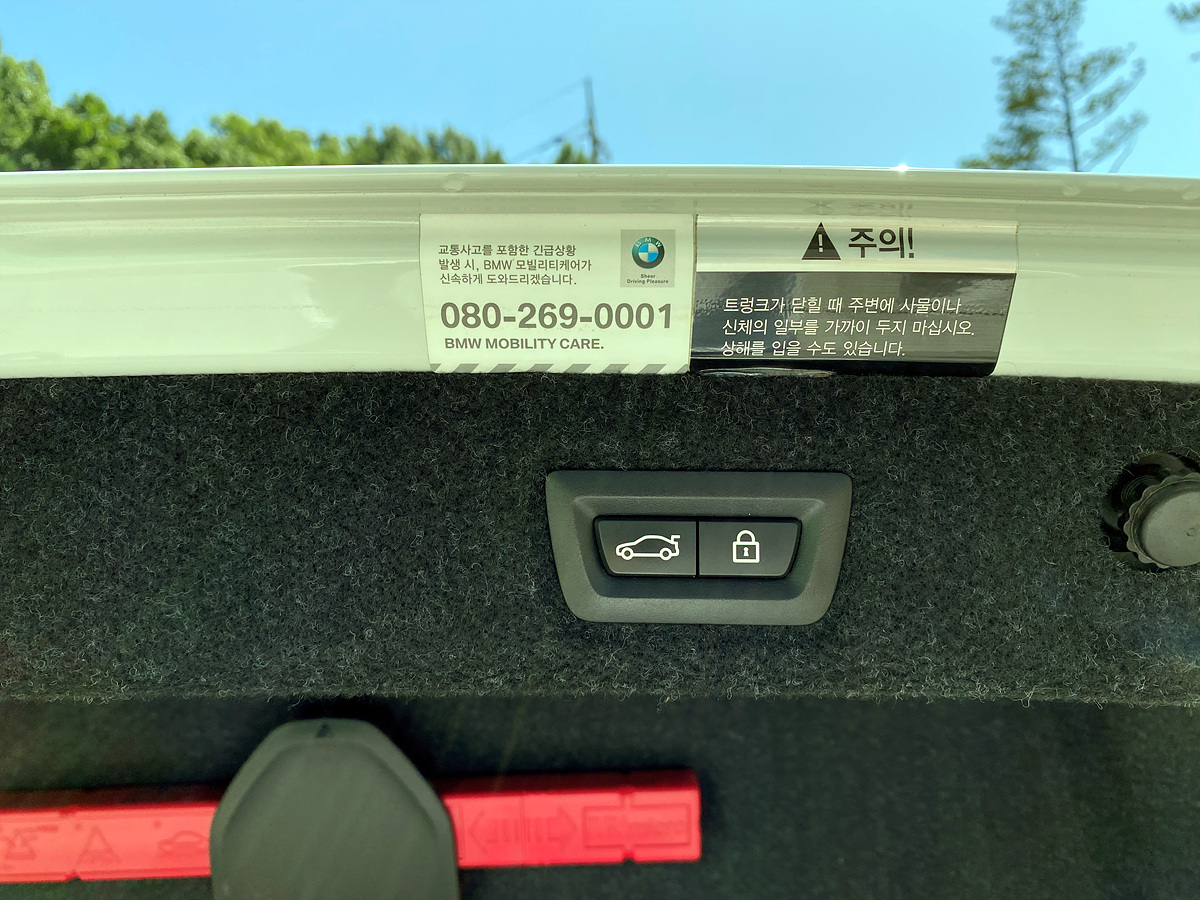 교통사고를 포함한 긴급상황
발생 시, BMW 모빌리티케어가
신속하게 도와드리겠습니다.
BMW
Sheer
Driving Pleasure
080-269-0001
BMW MOBILITY CARE.
주의!
트렁크가 닫힐 때 주변에 사물이나
신체의 일부를 가까이 두지 마십시오.
상해를 입을 수도 있습니다.